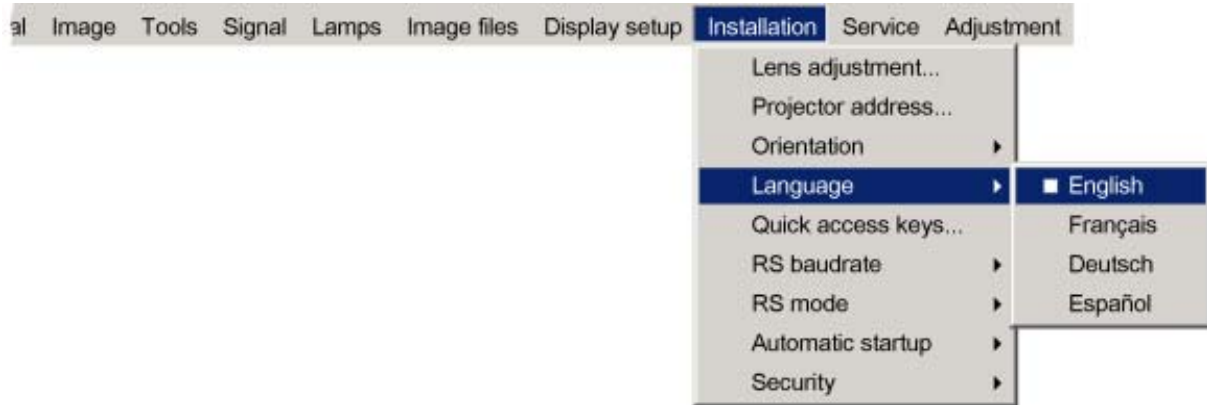 al Image Tools Signal Lamps Image files Display setup Installation Service Adjustment
Lens adjustment...
Projector address...
Orientation
Language
Quick access keys...
RS baudrate
RS mode
Automatic startup
Security
English
Français
Deutsch
Español